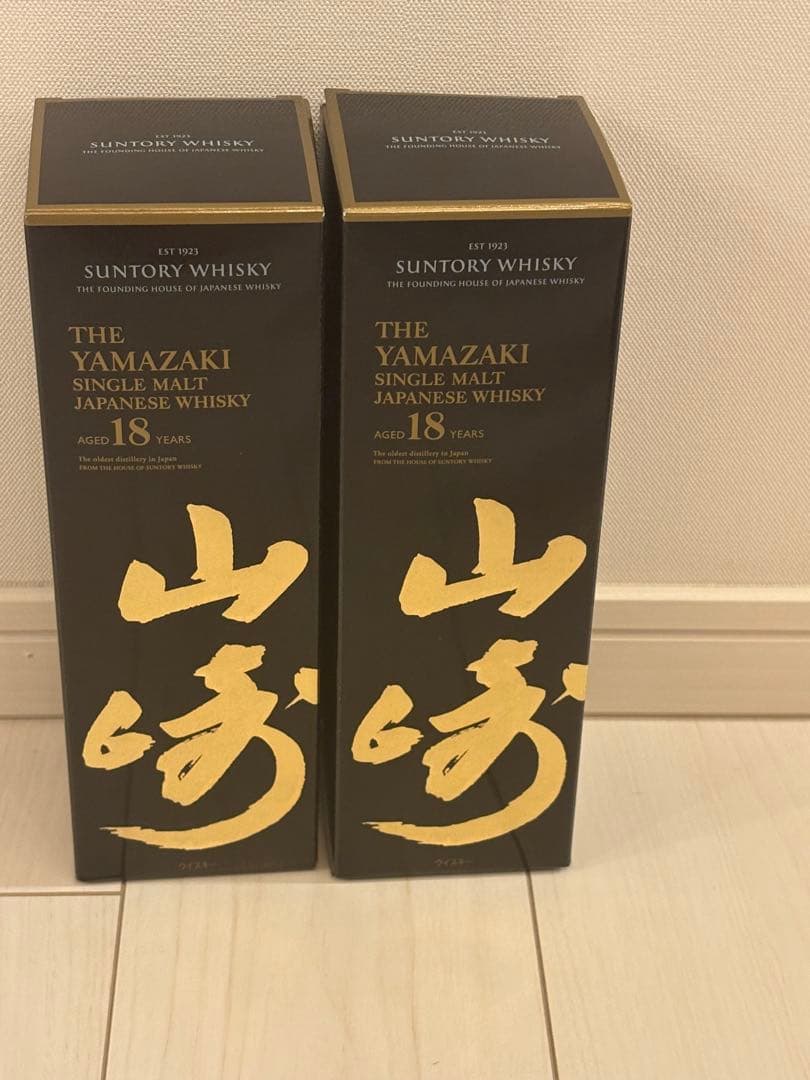 EST 1923
SUNTORY WHISKY
THE FOUNDING HOUSE OF JAPANESE WHISKY
EST 1923
SUNTORY WHISKY
THE FOUNDING HOUSE OF JAPANESE WHISKY
THE
YAMAZAKI
SINGLE MALT
JAPANESE WHISKY
AGED 18 YEARS
The oldest distillery in Japan
FROM THE HOUSE OF SUNTORY WHISKY
山
崎
ウイスキー
EST 1923
SUNTORY WHISKY
THE FOUNDING HOUSE OF JAPANESE WHISKY
EST 1923
SUNTORY WHISKY
THE FOUNDING HOUSE OF JAPANESE WHISKY
THE
YAMAZAKI
SINGLE MALT
JAPANESE WHISKY
AGED 18 YEARS
The oldest distillery in Japan
FROM THE HOUSE OF SUNTORY WHISKY
山
崎
ウイスキー